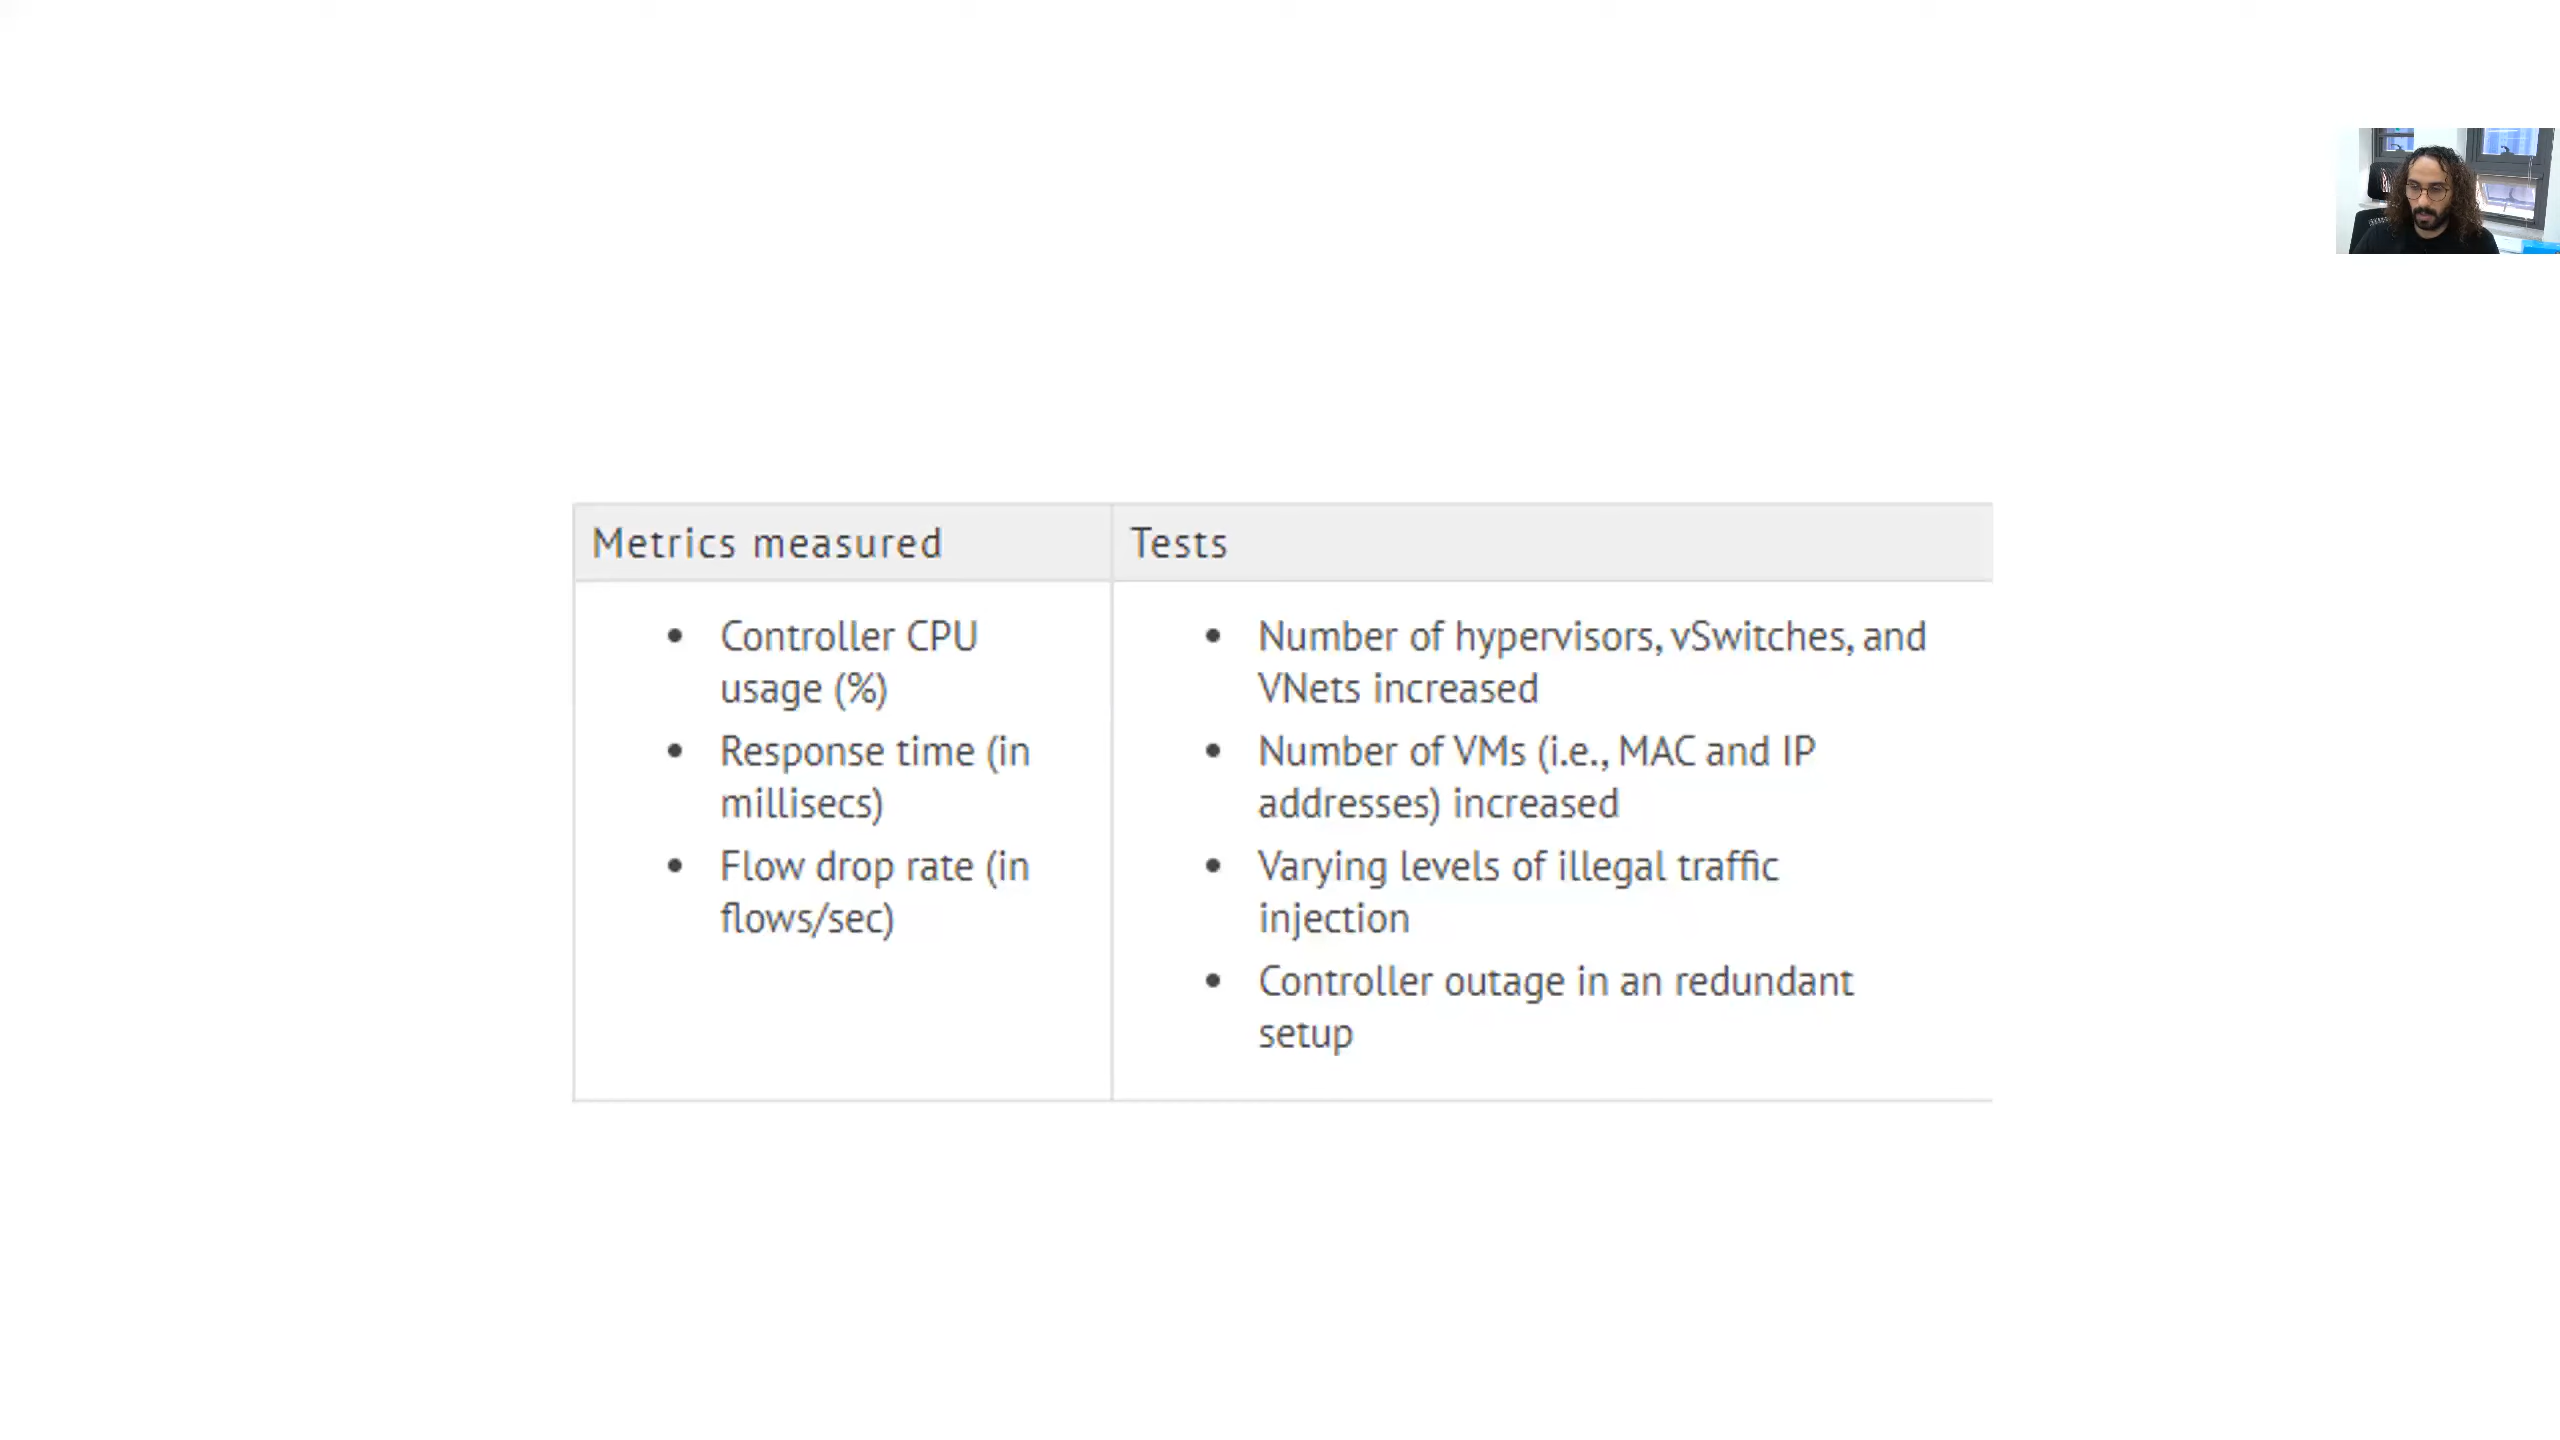 Metrics measured
Tests
• Controller CPU
usage (%)
• Response time (in
millisecs)
• Flow drop rate (in
flows/sec)
• Number of hypervisors, vSwitches, and
VNets increased
• Number of VMs (i.e., MAC and IP
addresses) increased
• Varying levels of illegal traffic
injection
• Controller outage in an redundant
setup